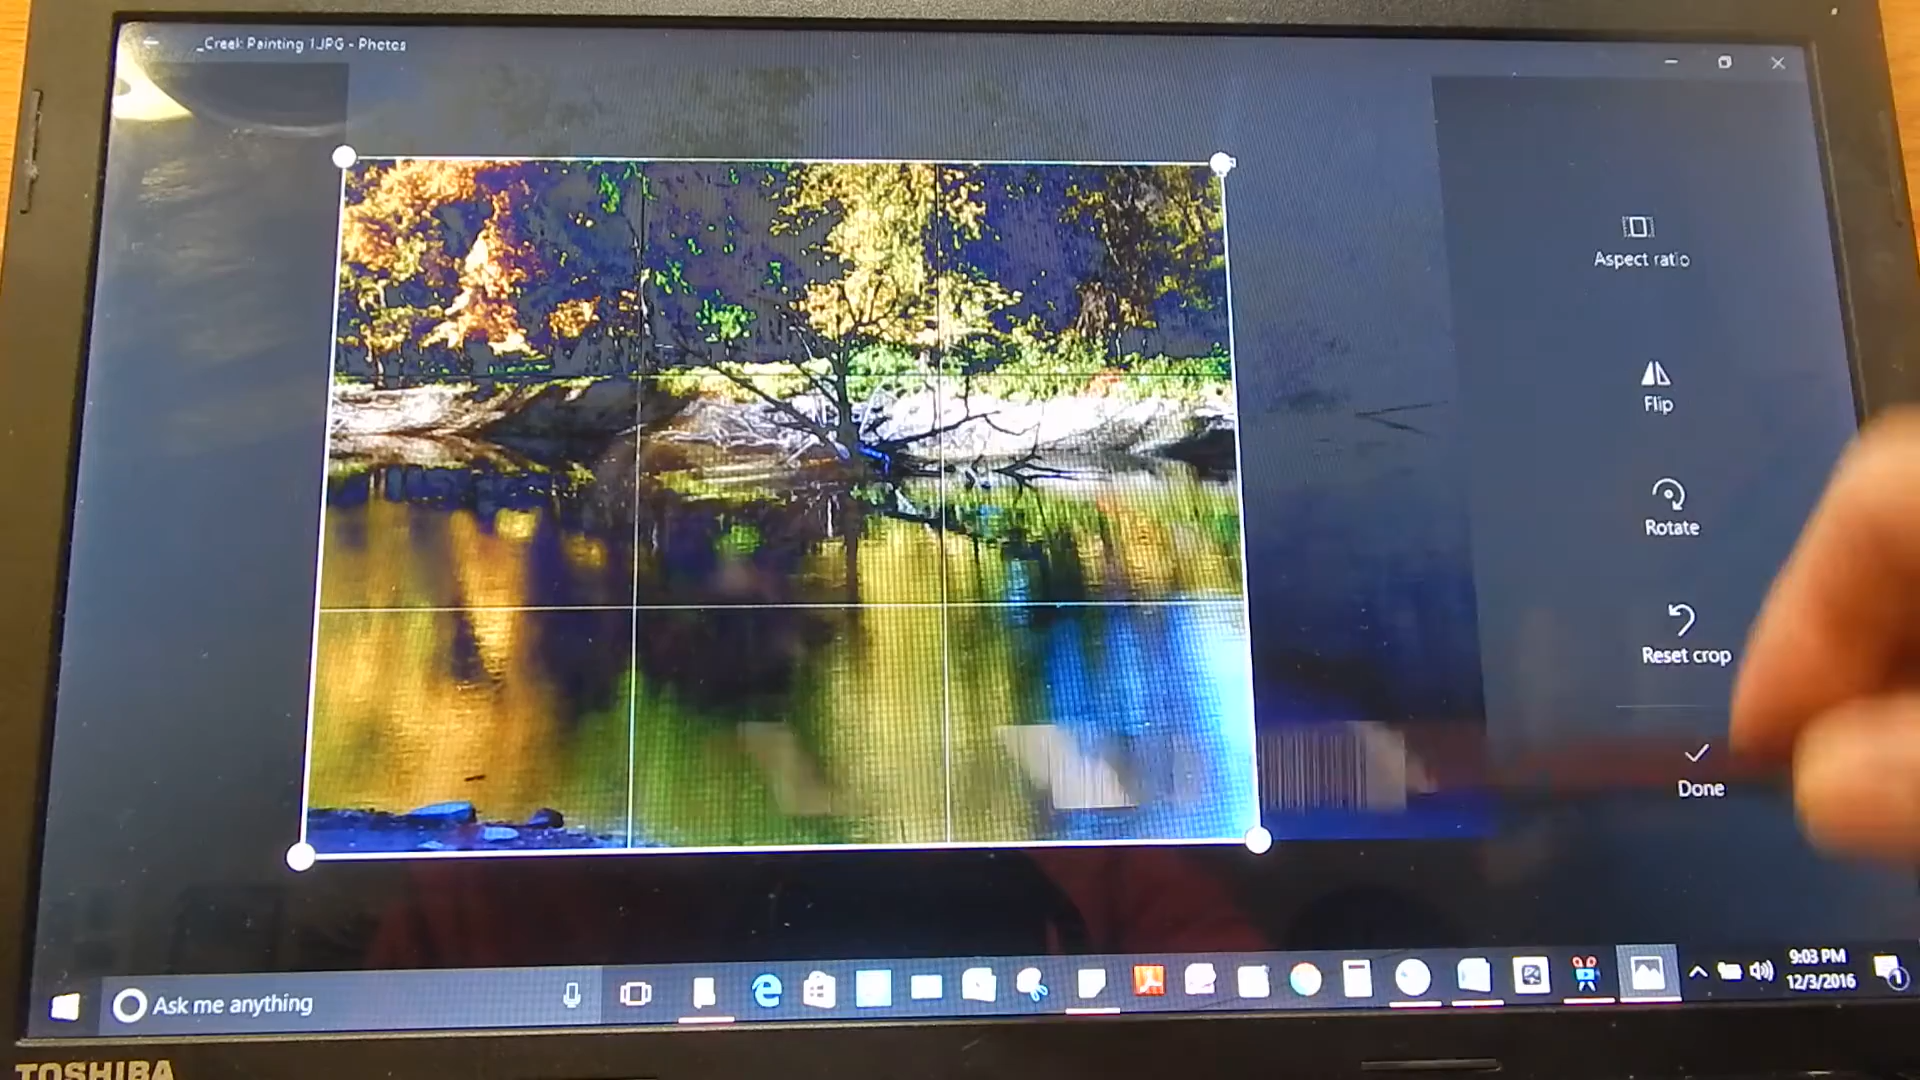 _Creek Painting 1.JPG - Photos
Aspect ratio
Flip
Rotate
Reset crop
Done
Ask me anything
9:03 PM
12/3/2016
1
TOSHIBA